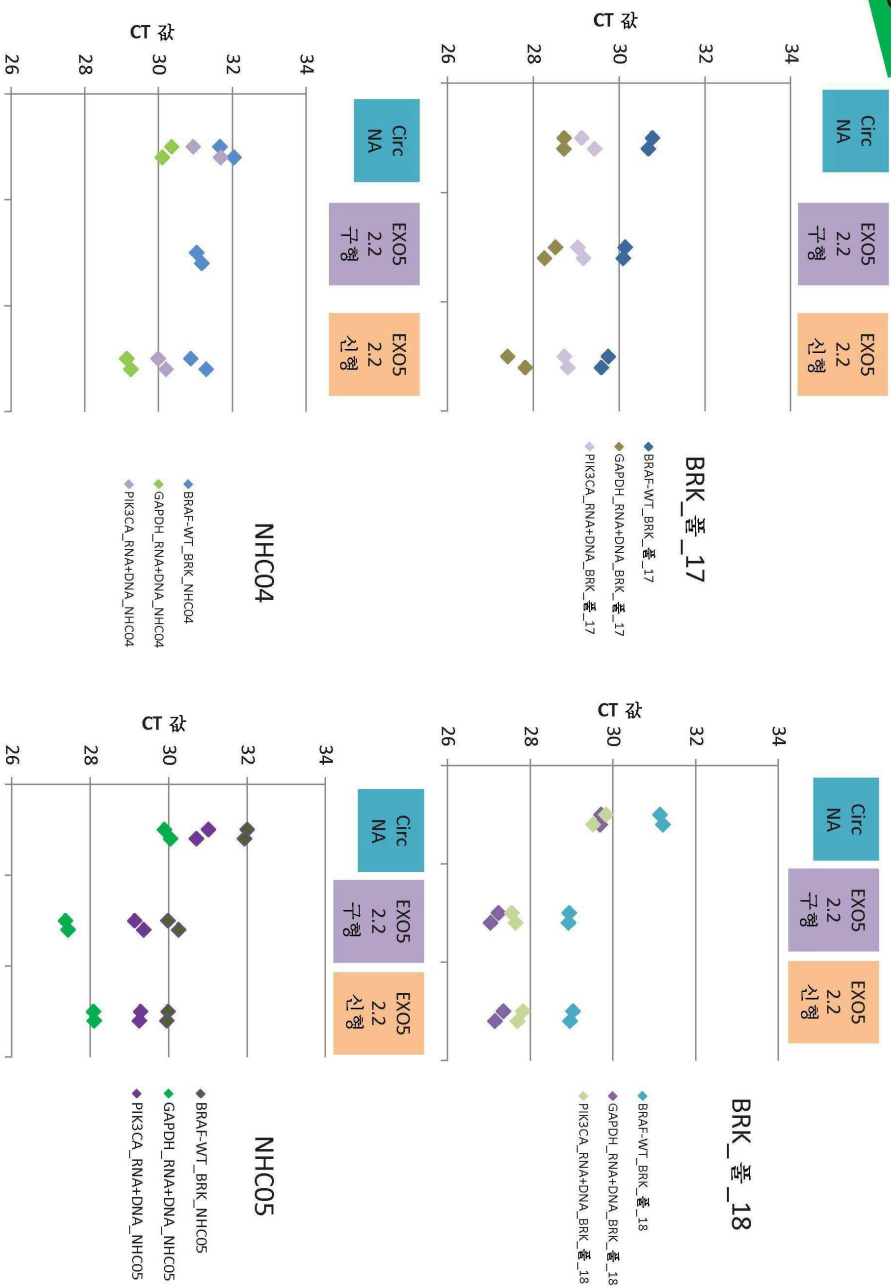 BRK_풀_17
Circ
NA
EXO5
2.2
구형
EXO5
2.2
신형
34
32
30
28
26
CT 값
BRAF-WT_BRK_풀_17
GAPDH_RNA+DNA_BRK_풀_17
PIK3CA_RNA+DNA_BRK_풀_17
BRK_풀_18
Circ
NA
EXO5
2.2
구형
EXO5
2.2
신형
34
32
30
28
26
CT 값
BRAF-WT_BRK_풀_18
GAPDH_RNA+DNA_BRK_풀_18
PIK3CA_RNA+DNA_BRK_풀_18
NHC04
Circ
NA
EXO5
2.2
구형
EXO5
2.2
신형
34
32
30
28
26
CT 값
BRAF-WT_BRK_NHC04
GAPDH_RNA+DNA_NHC04
PIK3CA_RNA+DNA_NHC04
NHC05
Circ
NA
EXO5
2.2
구형
EXO5
2.2
신형
34
32
30
28
26
CT 값
BRAF-WT_BRK_NHC05
GAPDH_RNA+DNA_NHC05
PIK3CA_RNA+DNA_NHC05